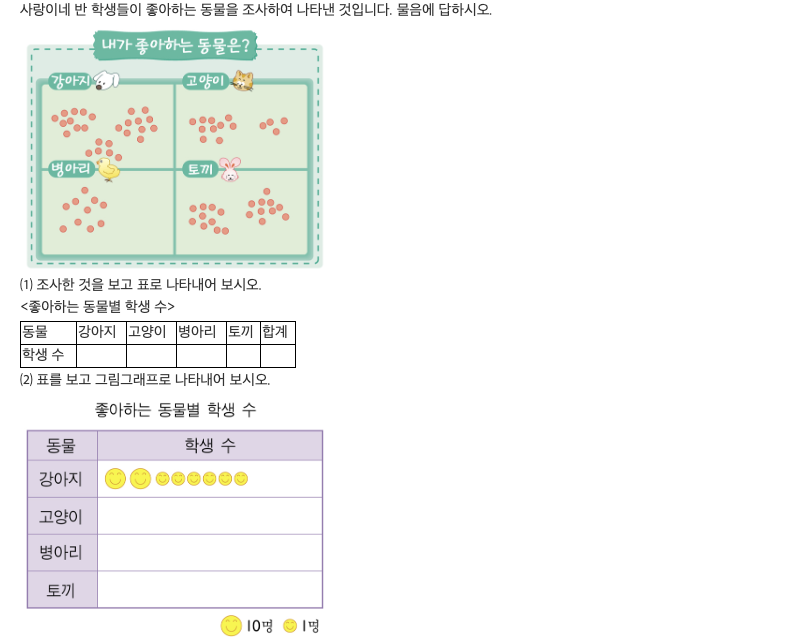 사랑이네 반 학생들이 좋아하는 동물을 조사하여 나타낸 것입니다. 물음에 답하시오.
내가 좋아하는 동물은?
강아지 고양이
병아리 토끼
(1) 조사한 것을 보고 표로 나타내어 보시오.
<좋아하는 동물별 학생 수>
동물 강아지 고양이 병아리 토끼 합계
학생 수
(2) 표를 보고 그림그래프로 나타내어 보시오.
좋아하는 동물별 학생 수
동물 학생 수
강아지
고양이
병아리
토끼
10명 1명